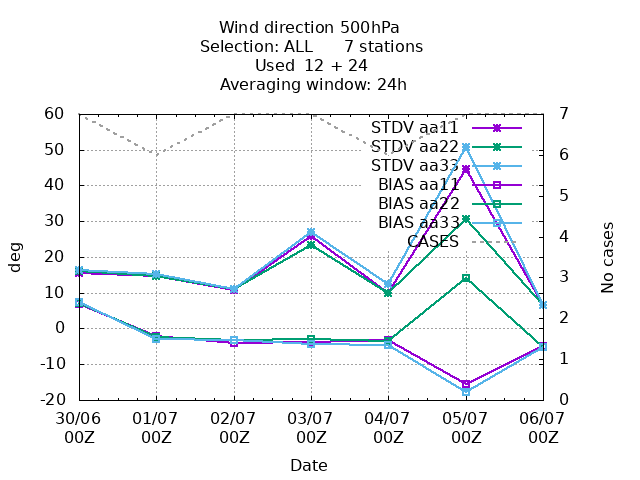 Wind direction 500hPa
Selection: ALL 7 stations
Used 12 + 24
Averaging window: 24h
60
50
40
30
20
10
0
-10
-20
deg
7
6
5
4
3
2
1
0
No cases
STDV aa11
STDV aa22
STDV aa33
BIAS aa11
BIAS aa22
BIAS aa33
CASES
30/06 01/07 02/07 03/07 04/07 05/07 06/07
00Z 00Z 00Z 00Z 00Z 00Z 00Z
Date